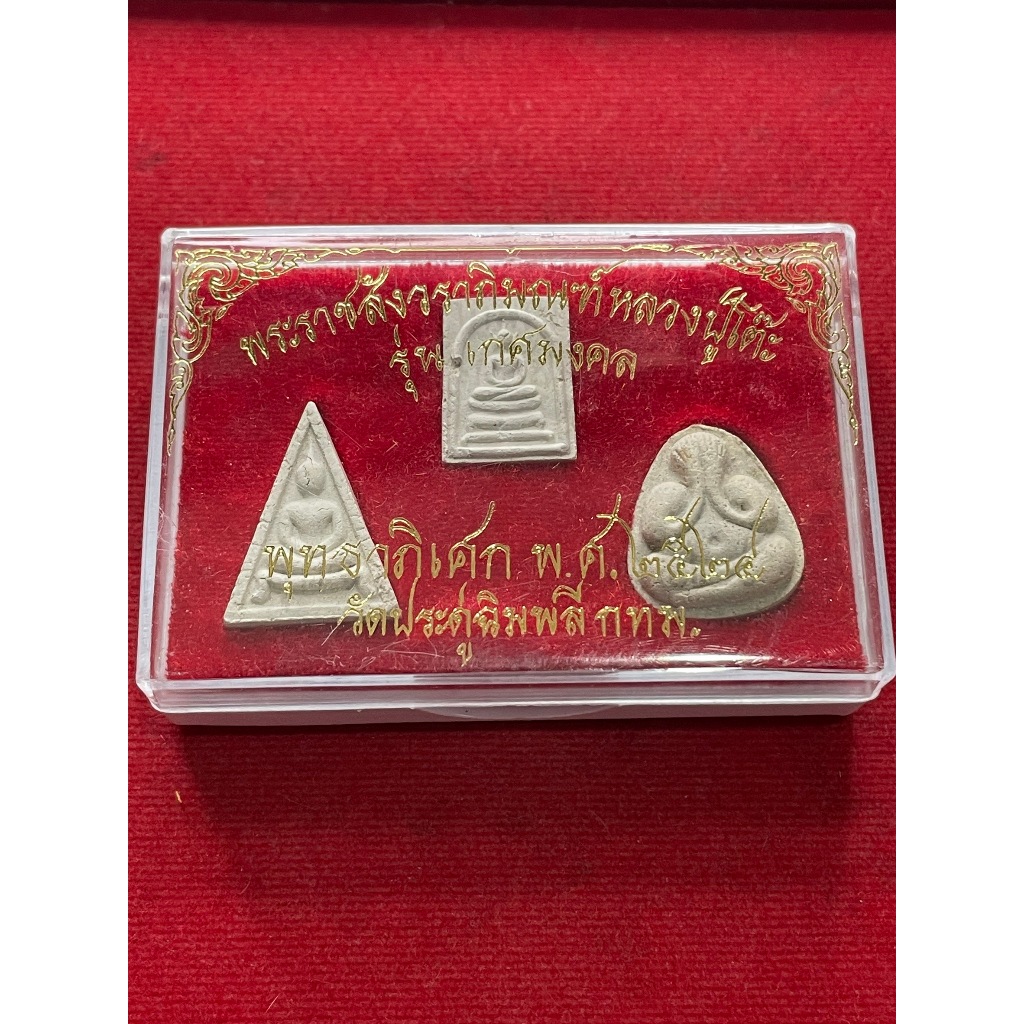 พระราชสังวราภิมณฑ์หลวงปู่โต๊ะ
รุ่น เทศมงคล
พุทธาภิเศก พ.ศ.๒๕๒๔
วัดประดู่ฉิมพลี กทม.